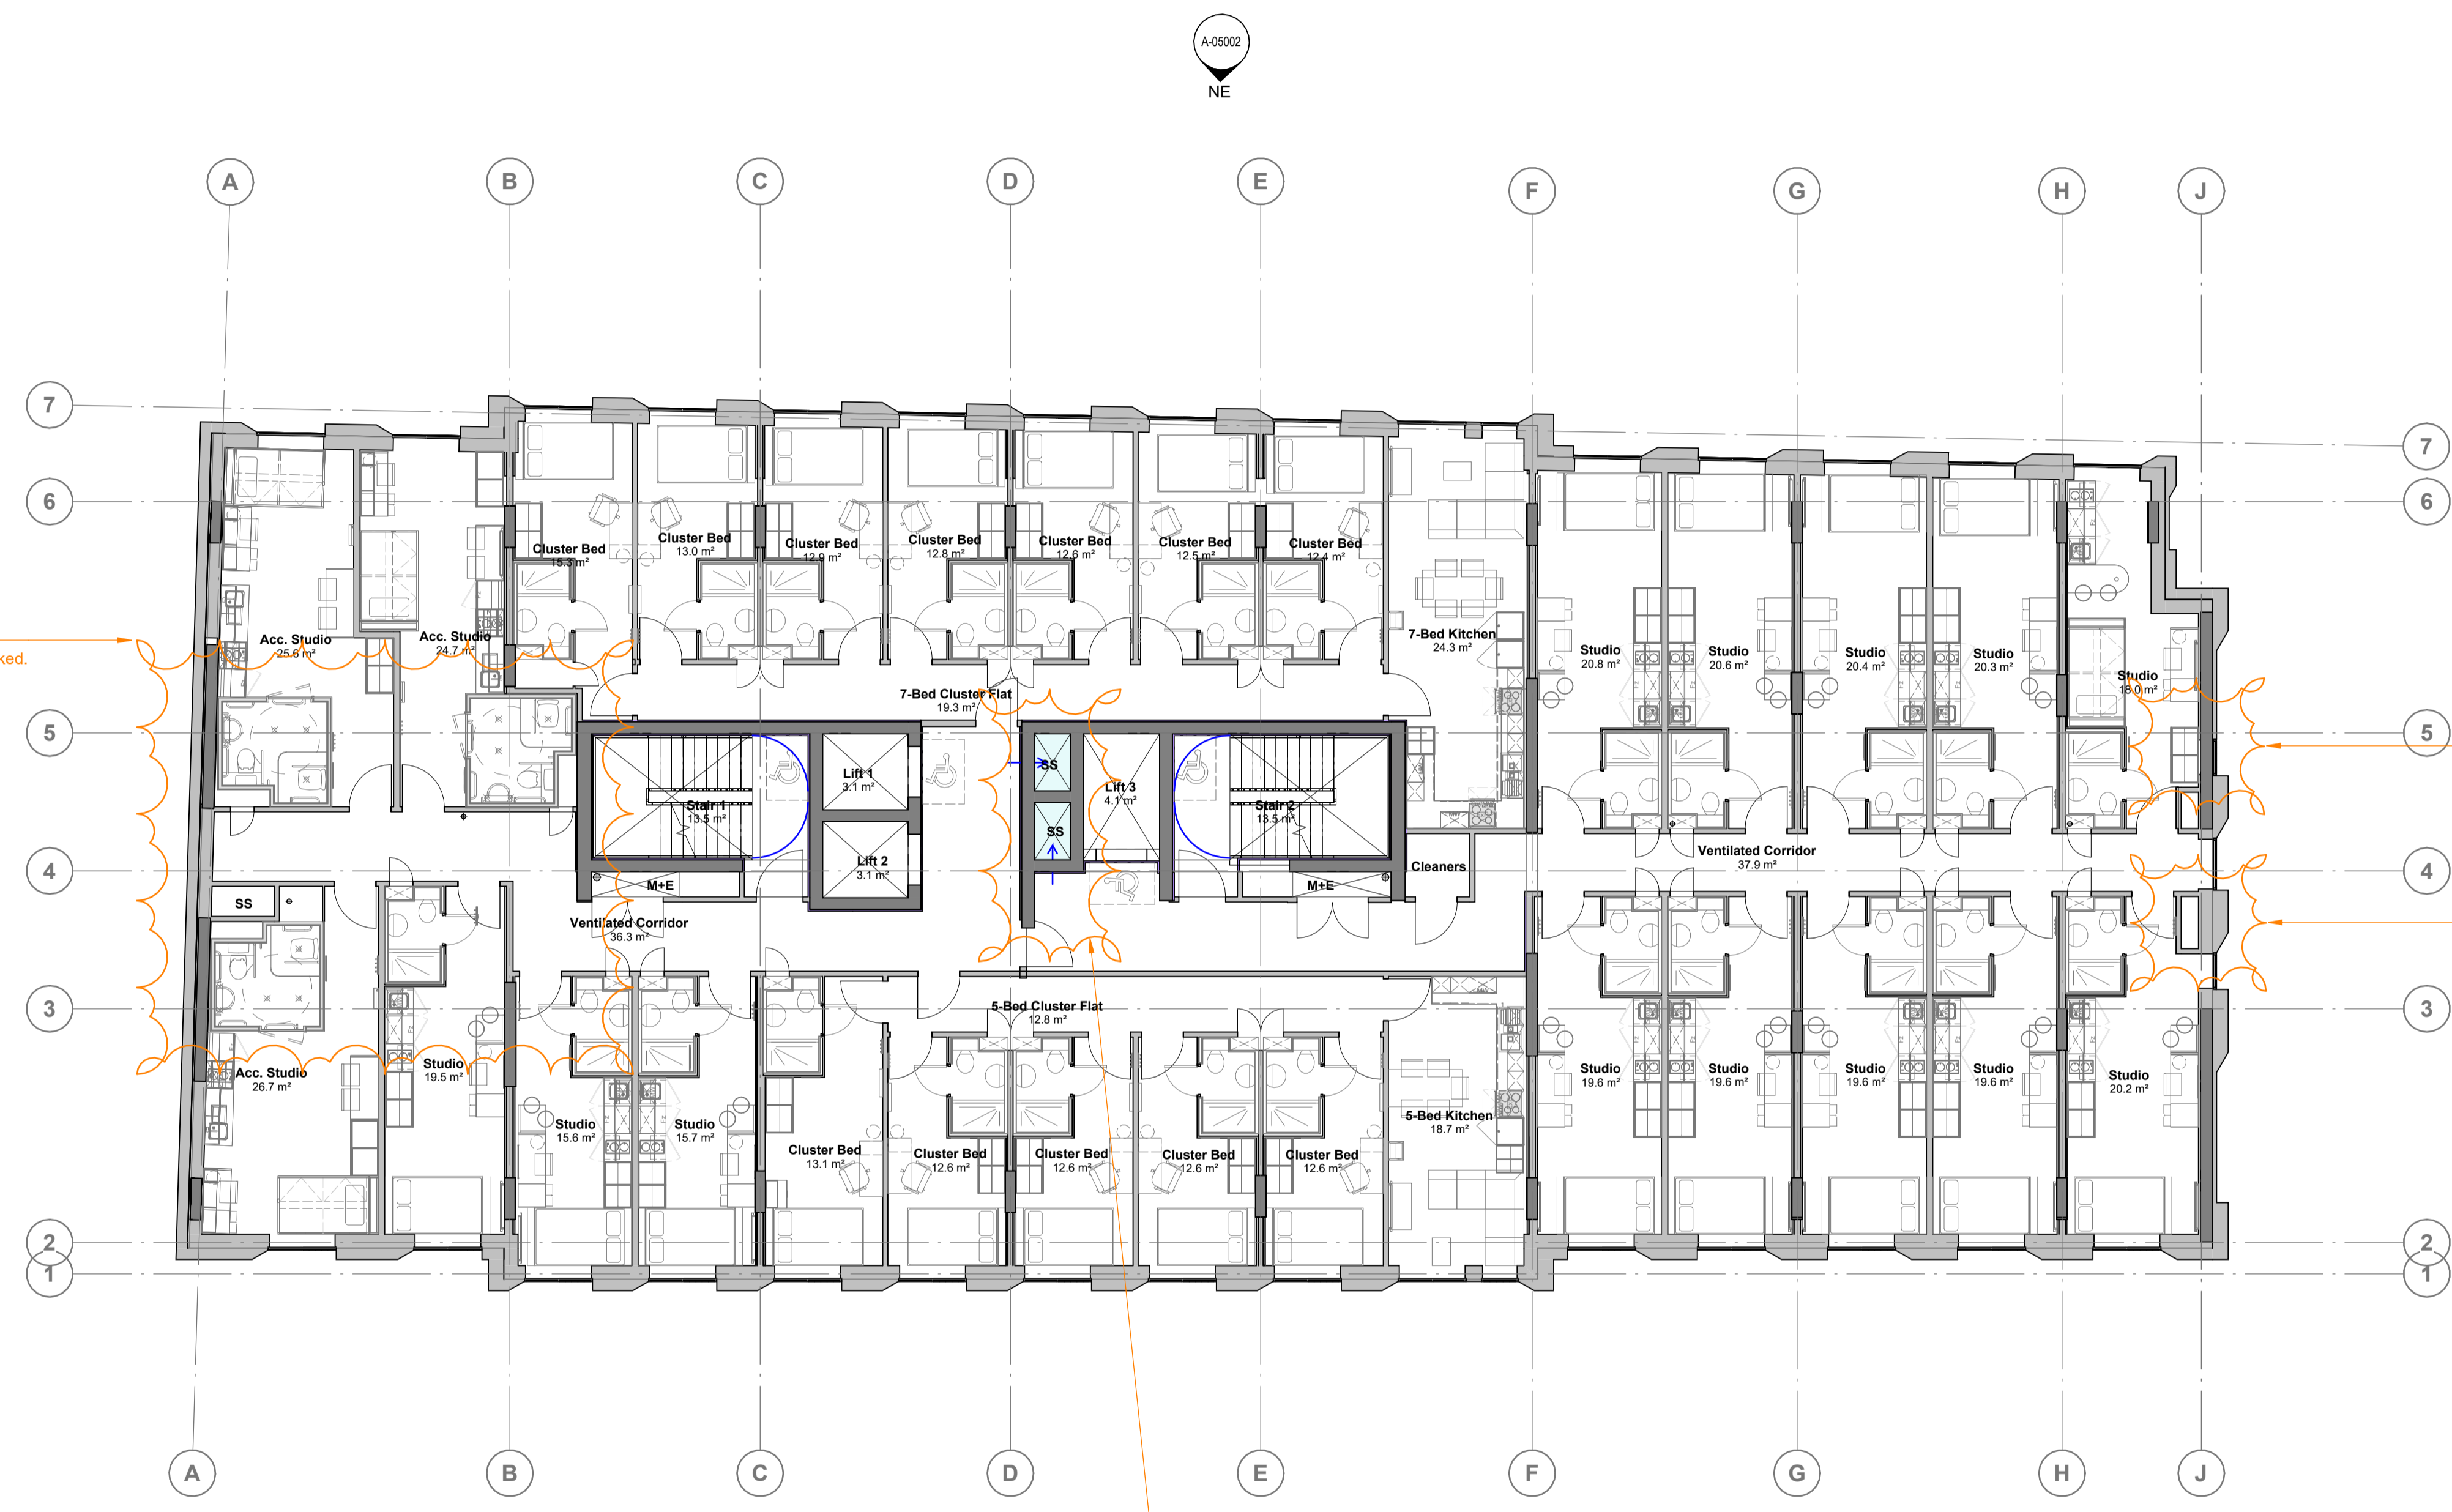 A-05002
NE
A
B
C
D
E
F
G
H
J
7
7
6
6
Cluster Bed
15.3 m²
Cluster Bed
13.0 m²
Cluster Bed
12.9 m²
Cluster Bed
12.8 m²
Cluster Bed
12.6 m²
Cluster Bed
12.5 m²
Cluster Bed
12.4 m²
Acc. Studio
25.6 m²
Acc. Studio
24.7 m²
7-Bed Kitchen
24.3 m²
Studio
20.8 m²
Studio
20.6 m²
Studio
20.4 m²
Studio
20.3 m²
Studio
18.0 m²
ked.
7-Bed Cluster Flat
19.3 m²
5
5
Stair 1
13.5 m²
Lift 1
3.1 m²
SS
Lift 3
4.1 m²
Stair 2
13.5 m²
SS
Lift 2
3.1 m²
Ventilated Corridor
37.9 m²
4
4
M+E
M+E
Cleaners
SS
Ventilated Corridor
36.3 m²
3
3
5-Bed Cluster Flat
12.8 m²
Acc. Studio
26.7 m²
Studio
19.5 m²
Studio
15.6 m²
Studio
15.7 m²
Cluster Bed
13.1 m²
Cluster Bed
12.6 m²
Cluster Bed
12.6 m²
Cluster Bed
12.6 m²
Cluster Bed
12.6 m²
5-Bed Kitchen
18.7 m²
Studio
19.6 m²
Studio
19.6 m²
Studio
19.6 m²
Studio
19.6 m²
Studio
20.2 m²
2
2
1
1
A
B
C
D
E
F
G
H
J